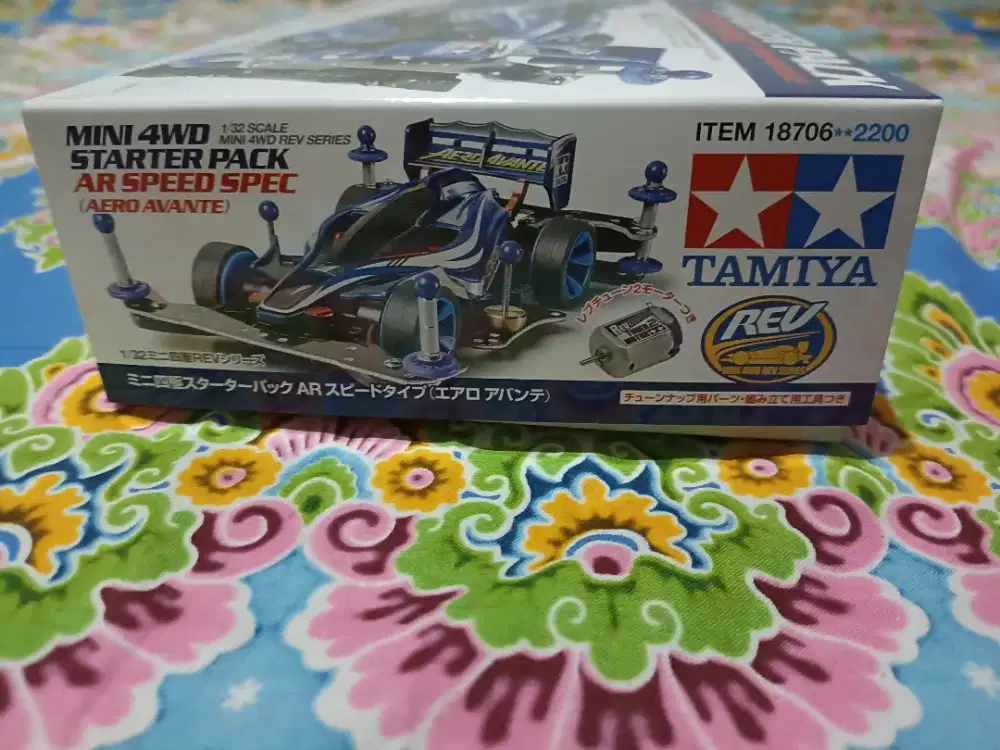 MINI 4WD
STARTER PACK
AR SPEED SPEC
(AERO AVANTE)
1/32 SCALE
MINI 4WD REV SERIES
AERO AVANTE
ITEM 18706**2200
TAMIYA
レブチューン2モーターつき
REV
REV
MINI 4WD REV SERIES
1/32ミニ四駆REVシリーズ
ミニ四駆スターターパック AR スピードタイプ(エアロ アバンテ)
チューンナップ用パーツ・組み立て用工具つき